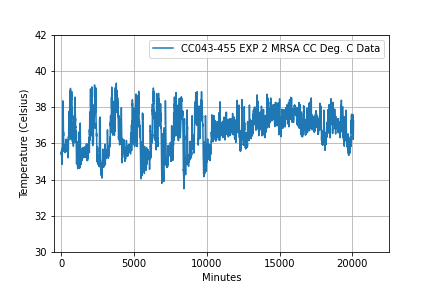 CC043-455 EXP 2 MRSA CC Deg. C Data
42
40
38
36
34
32
30
Temperature (Celsius)
0 5000 10000 15000 20000
Minutes